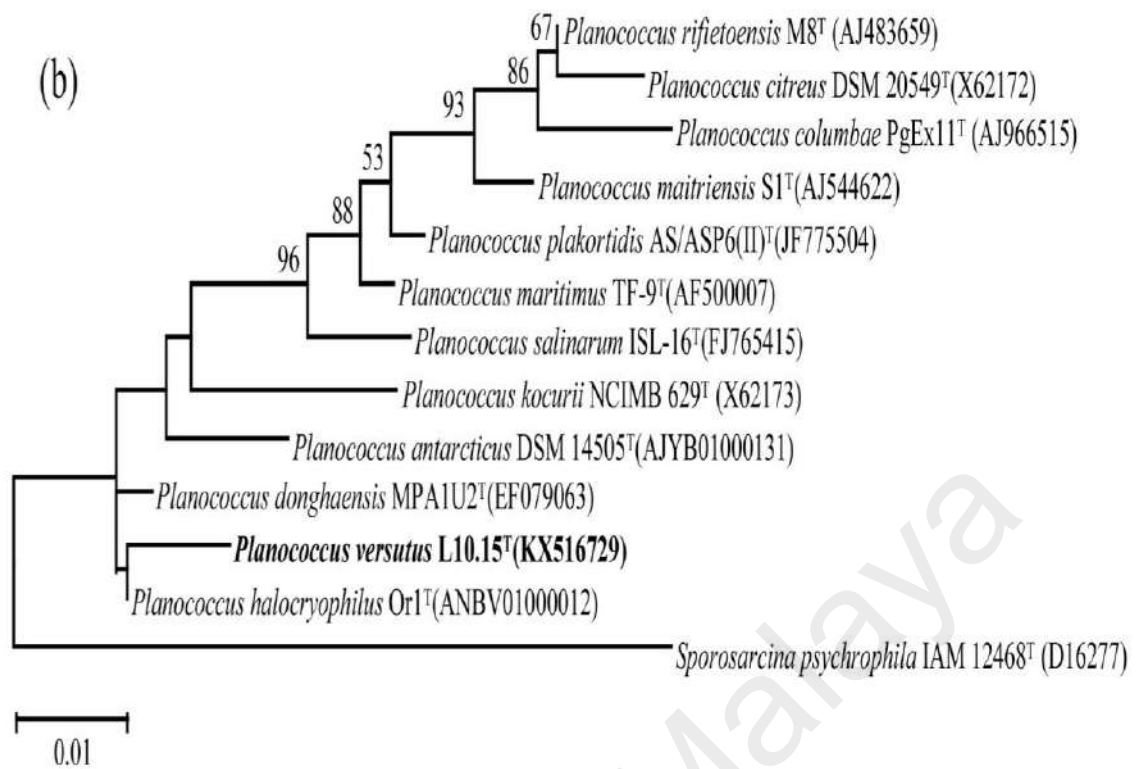 (b)
67
Planococcus rifietoensis M8ᵀ (AJ483659)
86
Planococcus citreus DSM 20549ᵀ(X62172)
93
Planococcus columbae PgEx11ᵀ (AJ966515)
53
Planococcus maitriensis S1ᵀ(AJ544622)
88
Planococcus plakortidis AS/ASP6(II)ᵀ(JF775504)
96
Planococcus maritimus TF-9ᵀ(AF500007)
Planococcus salinarum ISL-16ᵀ(FJ765415)
Planococcus kocurii NCIMB 629ᵀ (X62173)
Planococcus antarcticus DSM 14505ᵀ(AJYB01000131)
Planococcus donghaensis MPA1U2ᵀ(EF079063)
Planococcus versutus L10.15ᵀ(KX516729)
Planococcus halocryophilus Or1ᵀ(ANBV01000012)
Sporosarcina psychrophila IAM 12468ᵀ (D16277)
0.01
Malaya